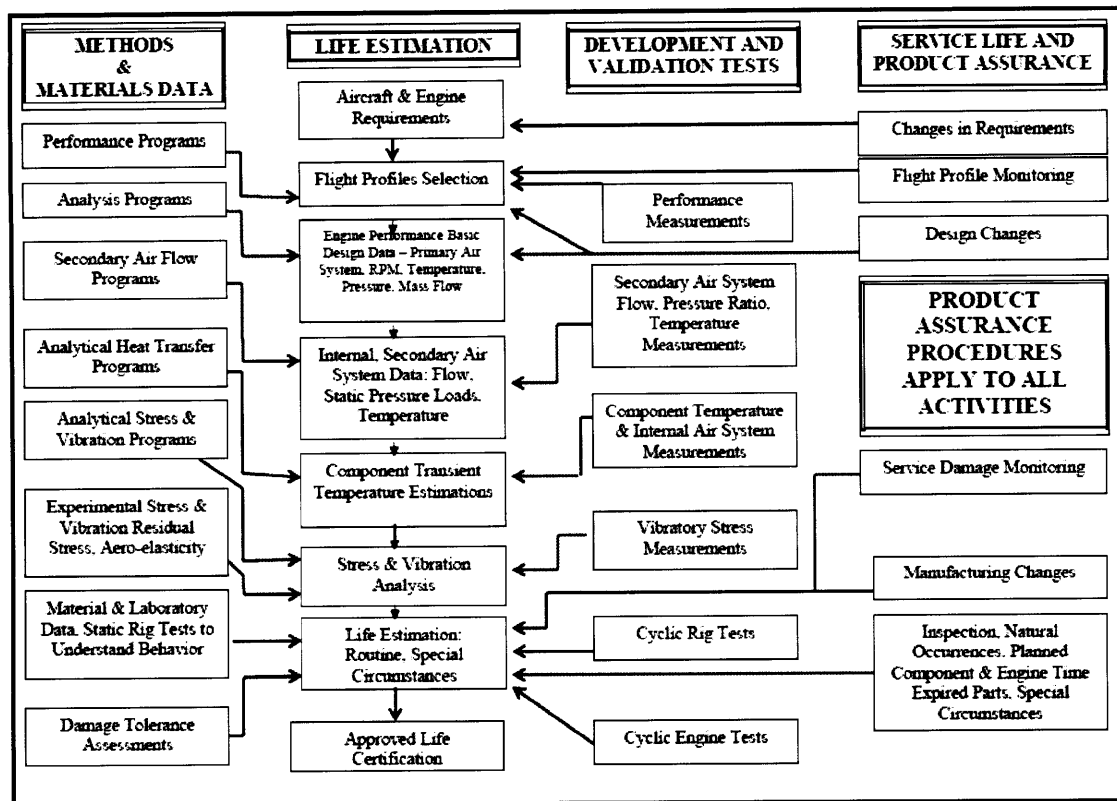 METHODS
&
MATERIALS DATA
Performance Programs
Analysis Programs
Secondary Air Flow
Programs
Analytical Heat Transfer
Programs
Analytical Stress &
Vibration Programs
Experimental Stress &
Vibration Residual
Stress, Aero-elasticity
Material & Laboratory
Data, Static Rig Tests to
Understand Behavior
Damage Tolerance
Assessments
LIFE ESTIMATION
Aircraft & Engine
Requirements
Flight Profiles Selection
Engine Performance Basic
Design Data – Primary Air
System, RPM, Temperature,
Pressure, Mass Flow
Internal, Secondary Air
System Data: Flow,
Static Pressure Loads,
Temperature
Component Transient
Temperature Estimations
Stress & Vibration
Analysis
Life Estimation:
Routine, Special
Circumstances
Approved Life
Certification
DEVELOPMENT AND
VALIDATION TESTS
Performance
Measurements
Secondary Air System
Flow, Pressure Ratio,
Temperature
Measurements
Component Temperature
& Internal Air System
Measurements
Vibratory Stress
Measurements
Cyclic Rig Tests
Cyclic Engine Tests
SERVICE LIFE AND
PRODUCT ASSURANCE
Changes in Requirements
Flight Profile Monitoring
Design Changes
PRODUCT
ASSURANCE
PROCEDURES
APPLY TO ALL
ACTIVITIES
Service Damage Monitoring
Manufacturing Changes
Inspection, Natural
Occurrences, Planned
Component & Engine Time
Expired Parts, Special
Circumstances